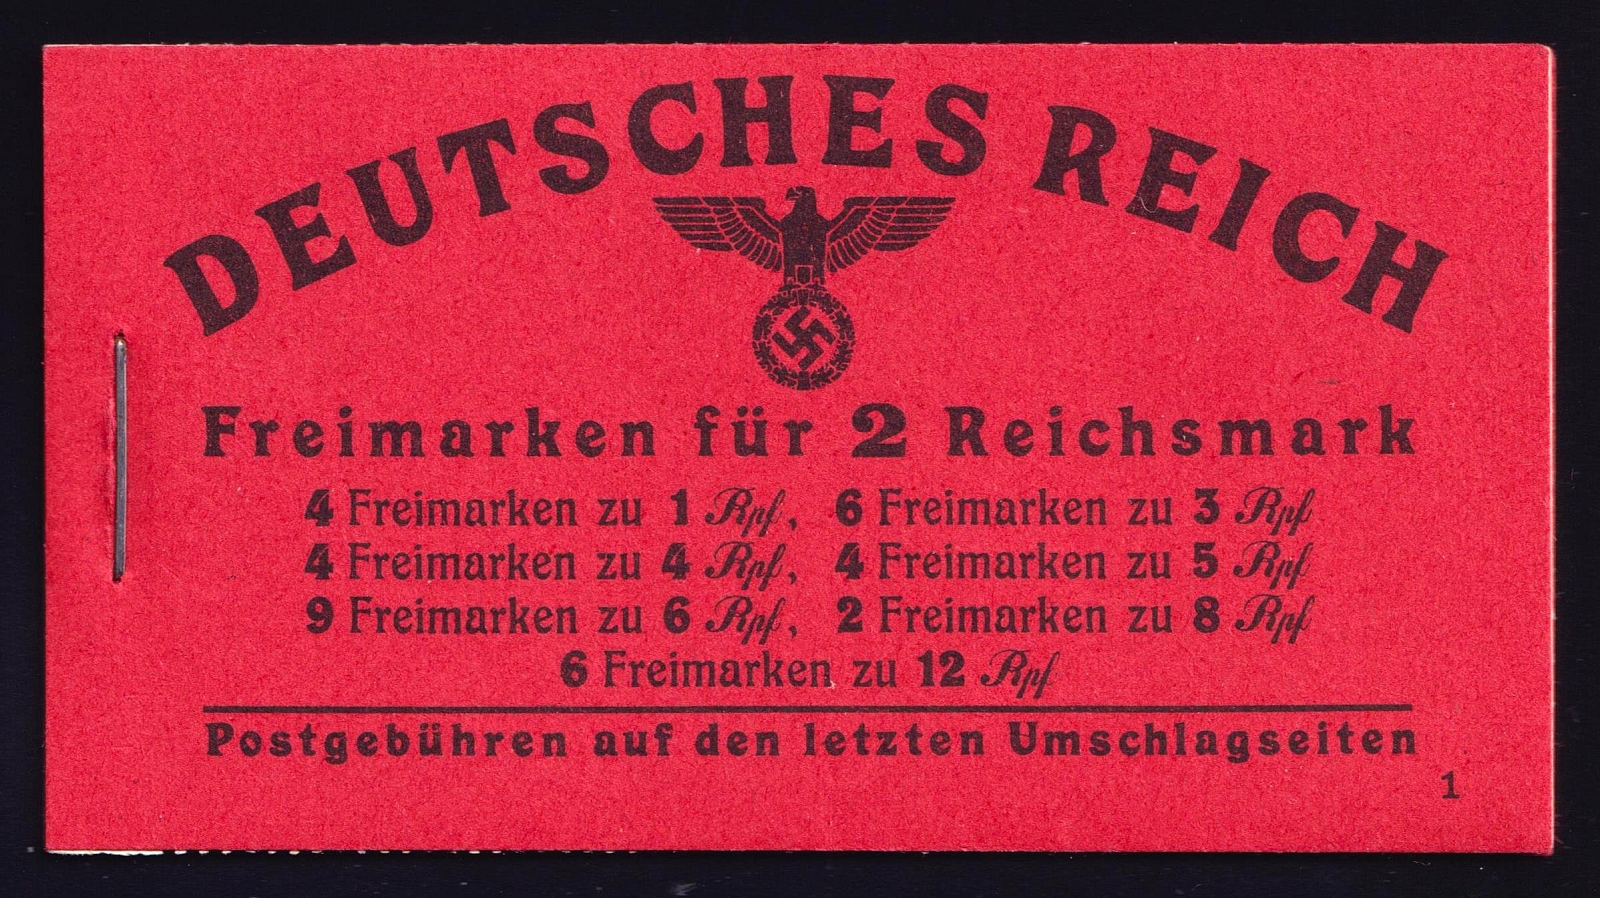 DEUTSCHES REICH
Freimarken für 2 Reichsmark
4 Freimarken zu 1 Rpf, 6 Freimarken zu 3 Rpf
4 Freimarken zu 4 Rpf, 4 Freimarken zu 5 Rpf
9 Freimarken zu 6 Rpf, 2 Freimarken zu 8 Rpf
6 Freimarken zu 12 Rpf
Postgebühren auf den letzten Umschlagseiten
1